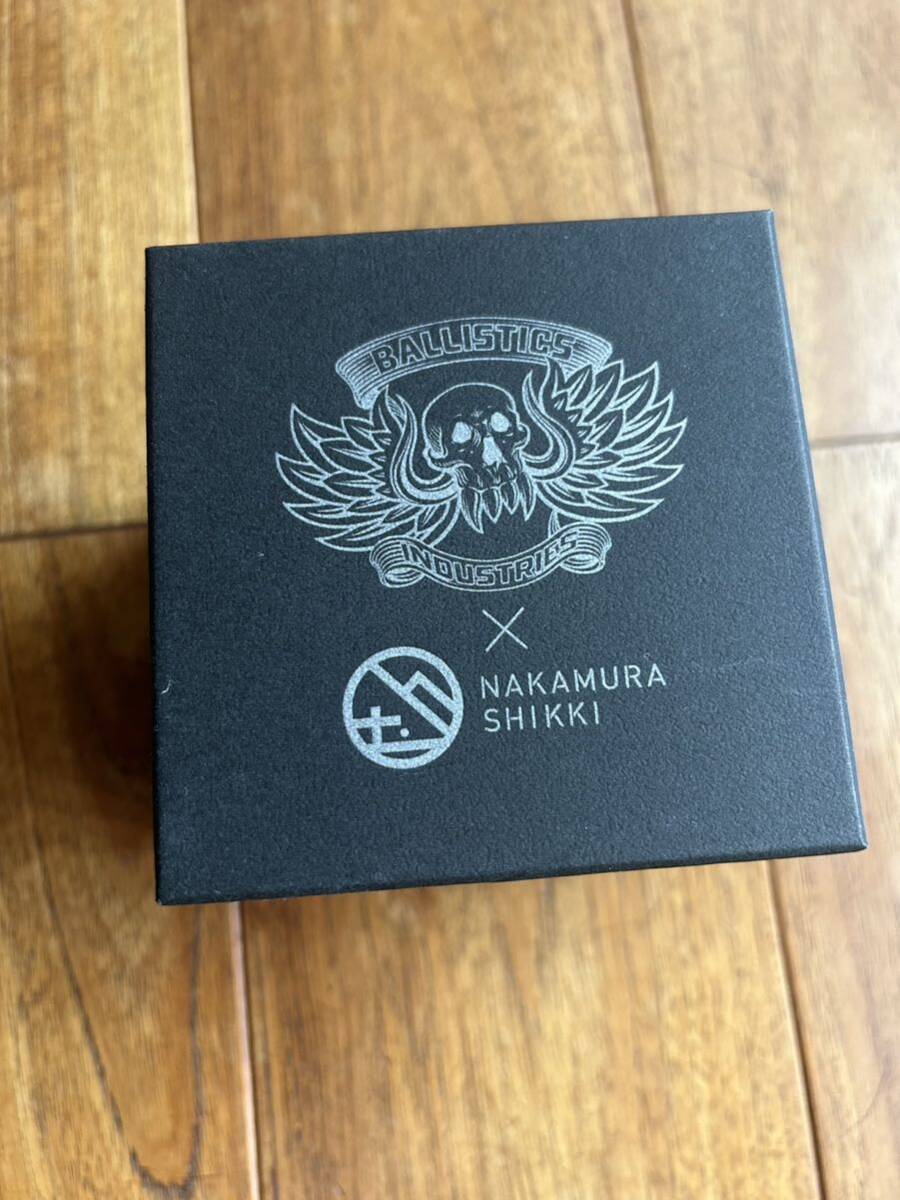 BALLISTICS
INDUSTRIES
×
NAKAMURA
SHIKKI